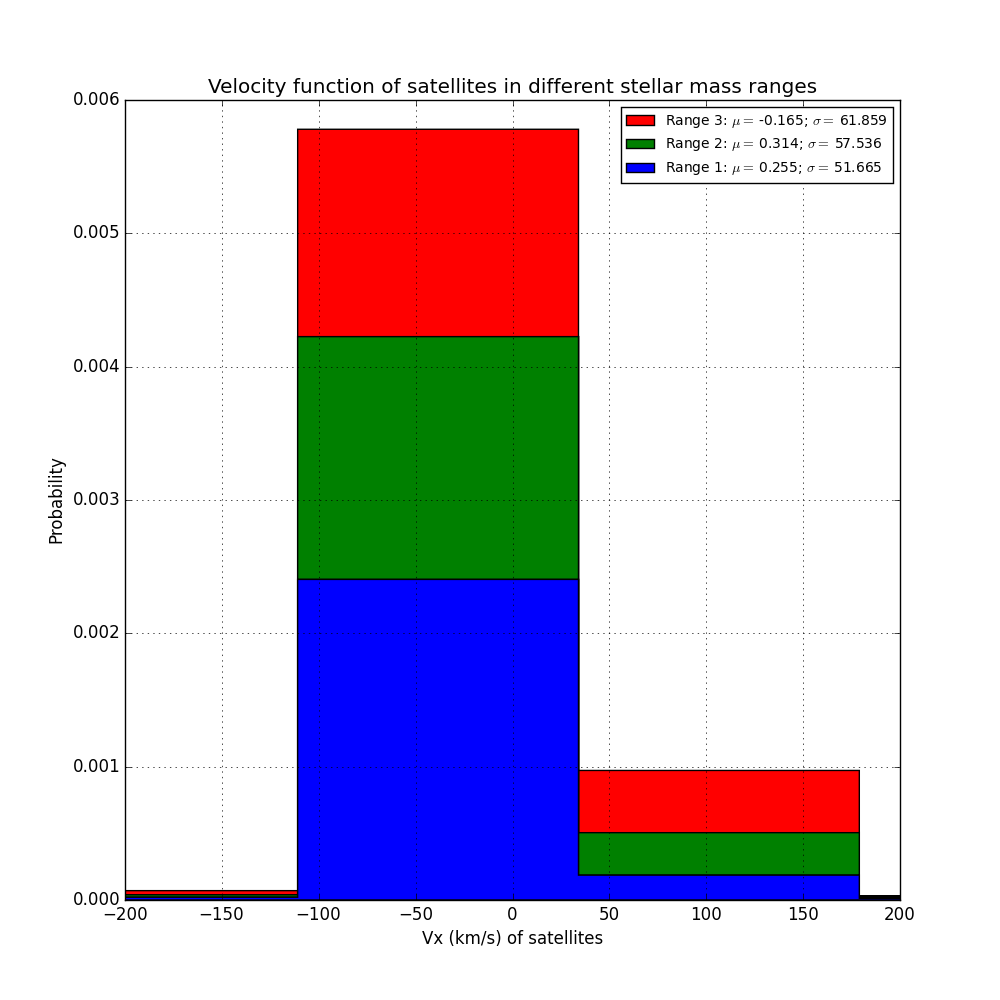 Velocity function of satellites in different stellar mass ranges
0.006
0.005
0.004
0.003
0.002
0.001
0.000
Probability
Range 3: μ = -0.165; σ = 61.859
Range 2: μ = 0.314; σ = 57.536
Range 1: μ = 0.255; σ = 51.665
−200 −150 −100 −50 0 50 100 150 200
Vx (km/s) of satellites